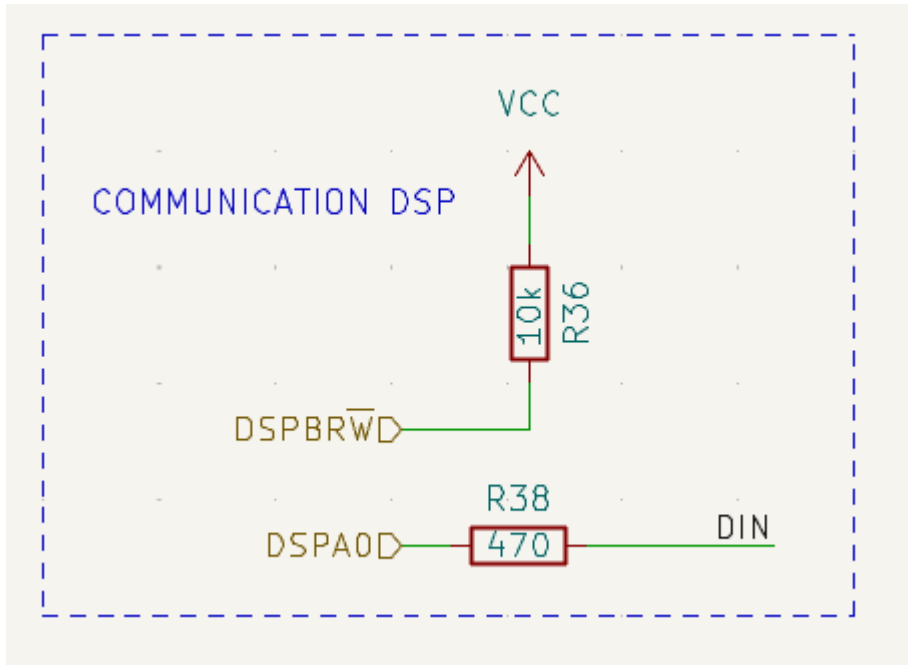 VCC
COMMUNICATION DSP
10k
R36
DSPBRW̅
R38
DSPA0
470
DIN